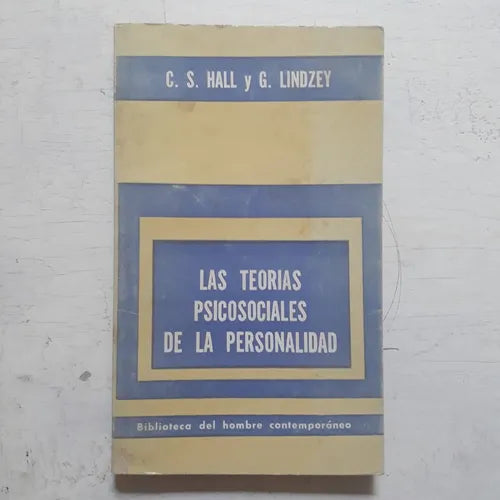 C. S. HALL y G. LINDZEY
LAS TEORIAS
PSICOSOCIALES
DE LA PERSONALIDAD
Biblioteca del hombre contemporáneo